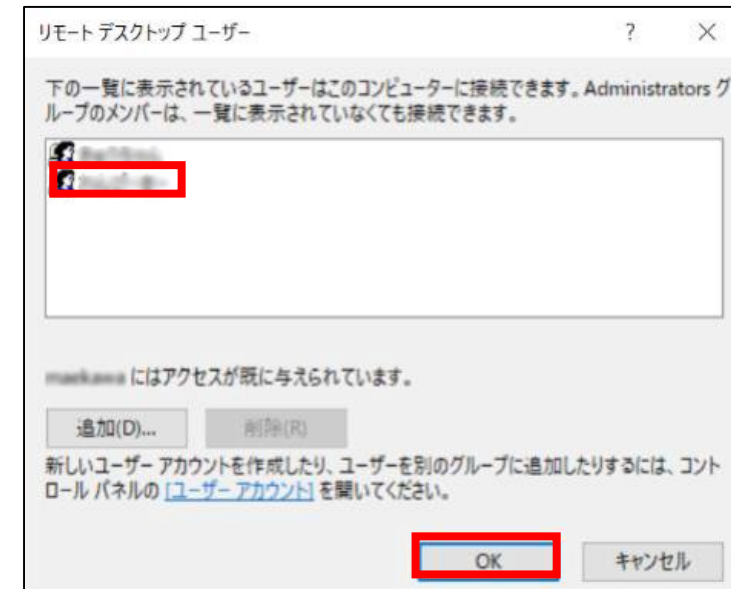 リモート デスクトップ ユーザー
下の一覧に表示されているユーザーはこのコンピューターに接続できます。Administrators グ
ループのメンバーは、一覧に表示されていなくても接続できます。
にはアクセスが既に与えられています。
追加(D)... 削除(R)
新しいユーザー アカウントを作成したり、ユーザーを別のグループに追加したりするには、コント
ロール パネルの [ユーザー アカウント] を開いてください。
OK キャンセル